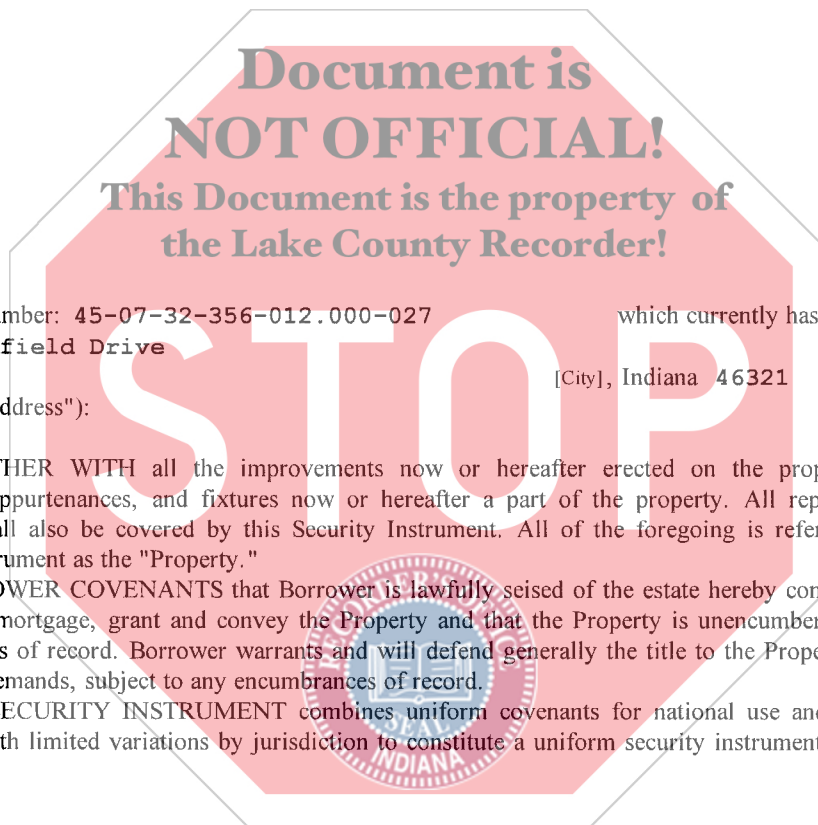 Document is
NOT OFFICIAL!
This Document is the property of
the Lake County Recorder!
mber: 45-07-32-356-012.000-027 which currently has
field Drive
[City], Indiana 46321
ddress"):
STOP
HER WITH all the improvements now or hereafter erected on the prop
ppurtenances, and fixtures now or hereafter a part of the property. All rep
all also be covered by this Security Instrument. All of the foregoing is refer
rument as the "Property."
OWER COVENANTS that Borrower is lawfully seised of the estate hereby con
mortgage, grant and convey the Property and that the Property is unencumber
s of record. Borrower warrants and will defend generally the title to the Prope
emands, subject to any encumbrances of record.
ECURITY INSTRUMENT combines uniform covenants for national use and
th limited variations by jurisdiction to constitute a uniform security instrument
RECORDER'S OFFICE
SEAL
INDIANA